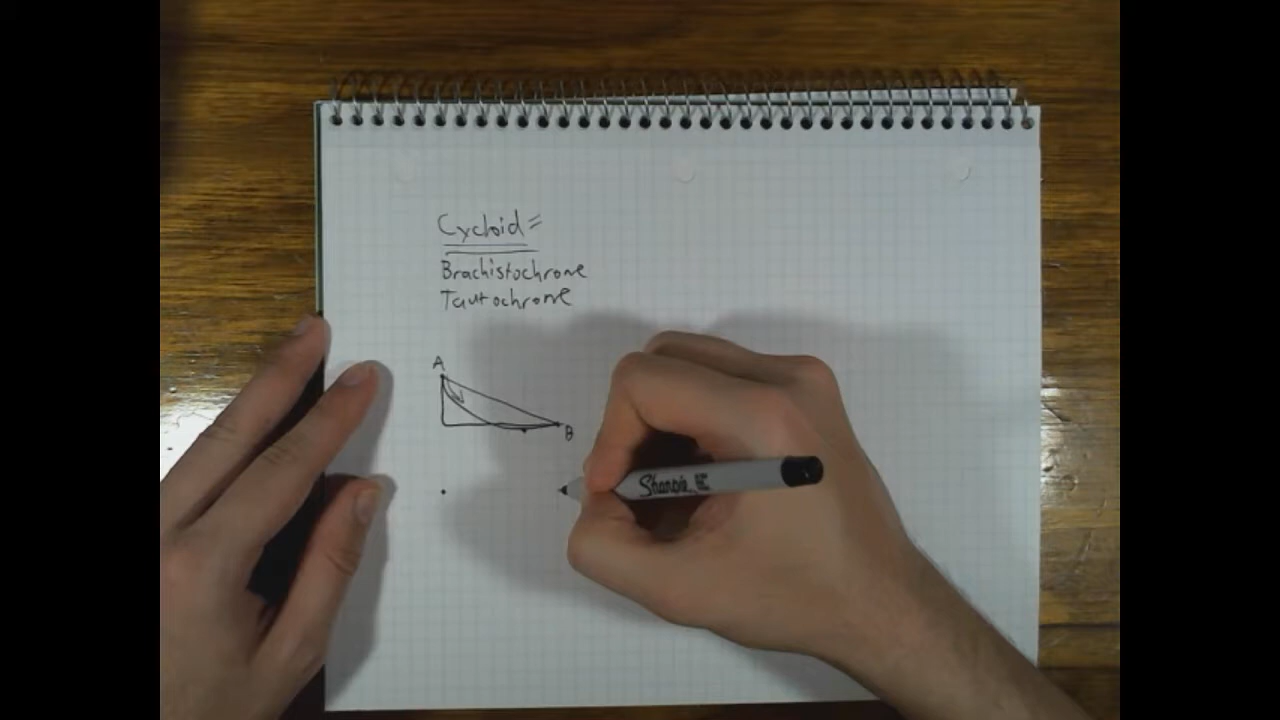 Cycloid =
Brachistochrone
Tautochrone
A
B
Sharpie